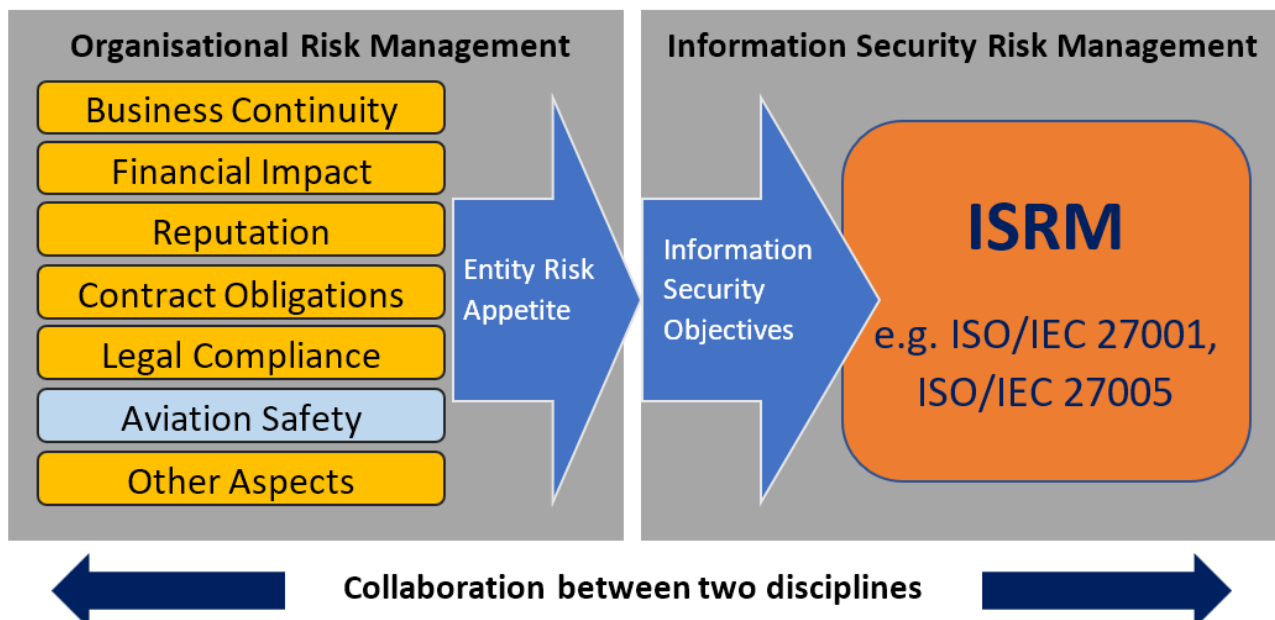 Organisational Risk Management
Business Continuity
Financial Impact
Reputation
Contract Obligations
Legal Compliance
Aviation Safety
Other Aspects
Entity Risk
Appetite
Information Security Risk Management
Information
Security
Objectives
ISRM
e.g. ISO/IEC 27001,
ISO/IEC 27005
Collaboration between two disciplines